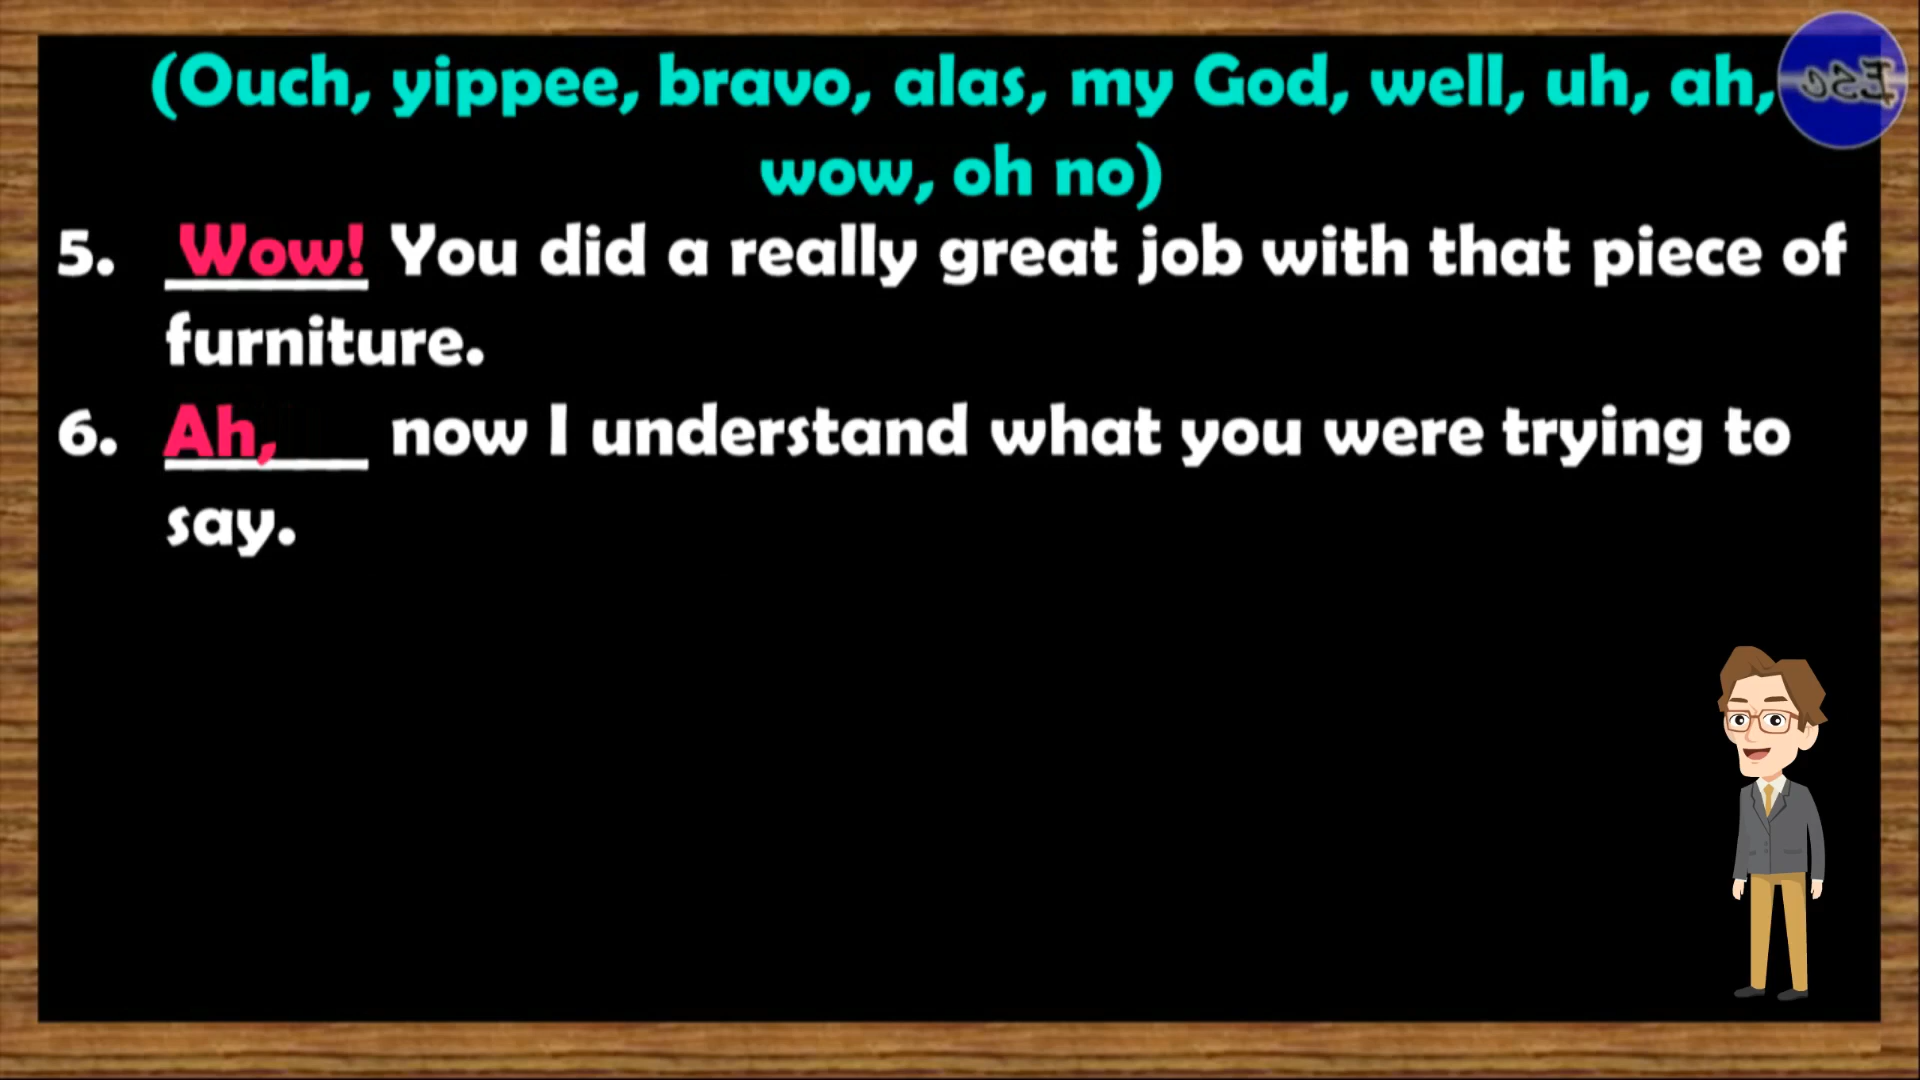 (Ouch, yippee, bravo, alas, my God, well, uh, ah,
wow, oh no)
5. Wow! You did a really great job with that piece of
furniture.
6. Ah, now I understand what you were trying to
say.
Esc